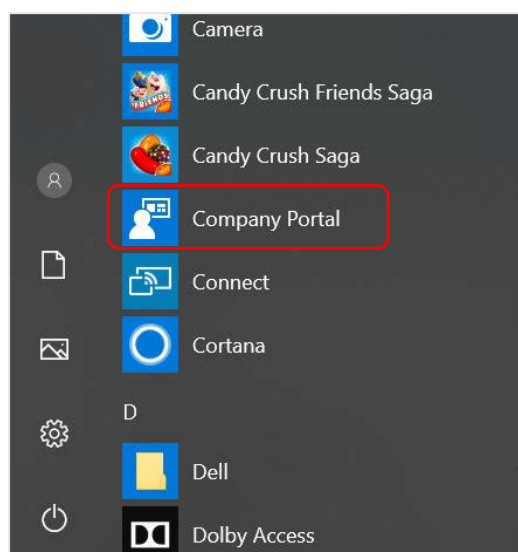 Camera
Candy Crush Friends Saga
Candy Crush Saga
Company Portal
Connect
Cortana
D
Dell
Dolby Access